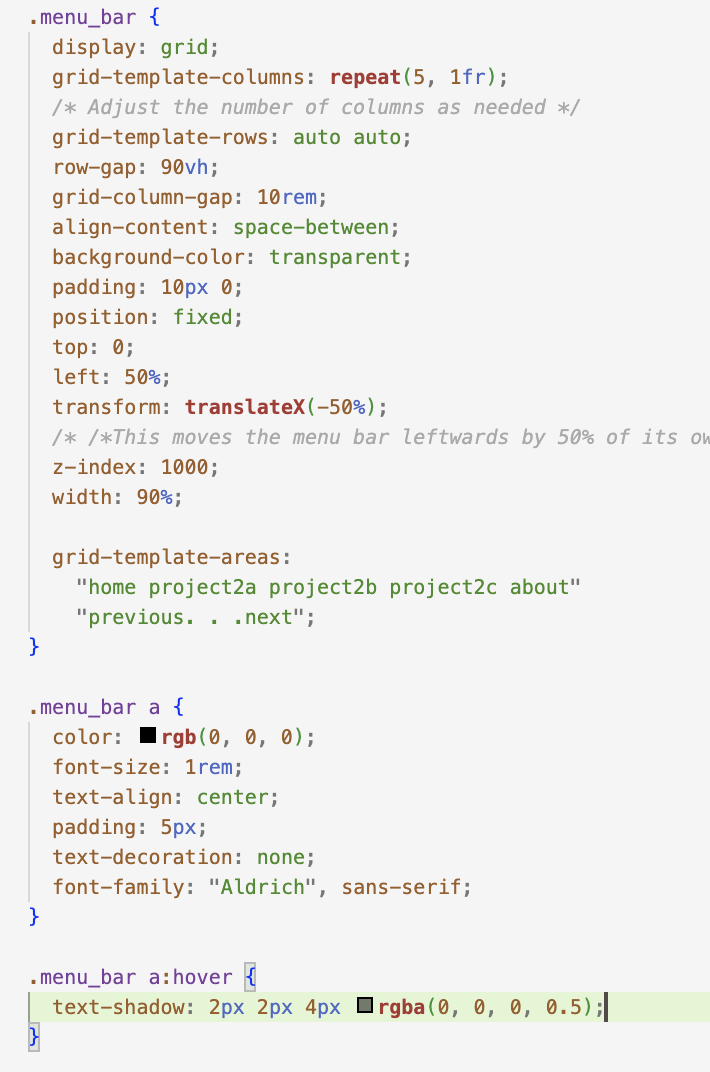 .menu_bar {
display: grid;
grid-template-columns: repeat(5, 1fr);
/* Adjust the number of columns as needed */
grid-template-rows: auto auto;
row-gap: 90vh;
grid-column-gap: 10rem;
align-content: space-between;
background-color: transparent;
padding: 10px 0;
position: fixed;
top: 0;
left: 50%;
transform: translateX(-50%);
/* /*This moves the menu bar leftwards by 50% of its ow
z-index: 1000;
width: 90%;
grid-template-areas:
"home project2a project2b project2c about"
"previous. . .next";
}
.menu_bar a {
color: rgb(0, 0, 0);
font-size: 1rem;
text-align: center;
padding: 5px;
text-decoration: none;
font-family: "Aldrich", sans-serif;
}
.menu_bar a:hover {
text-shadow: 2px 2px 4px rgba(0, 0, 0, 0.5);
}